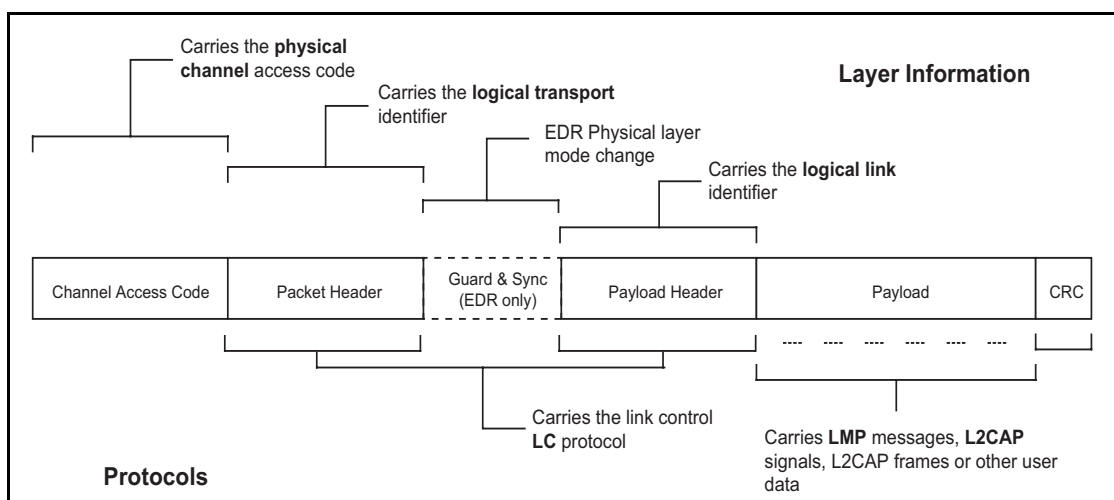 Carries the physical
channel access code
Layer Information
Carries the logical transport
identifier
EDR Physical layer
mode change
Carries the logical link
identifier
Channel Access Code
Packet Header
Guard & Sync
(EDR only)
Payload Header
Payload
CRC
Carries the link control
LC protocol
Carries LMP messages, L2CAP
signals, L2CAP frames or other user
data
Protocols